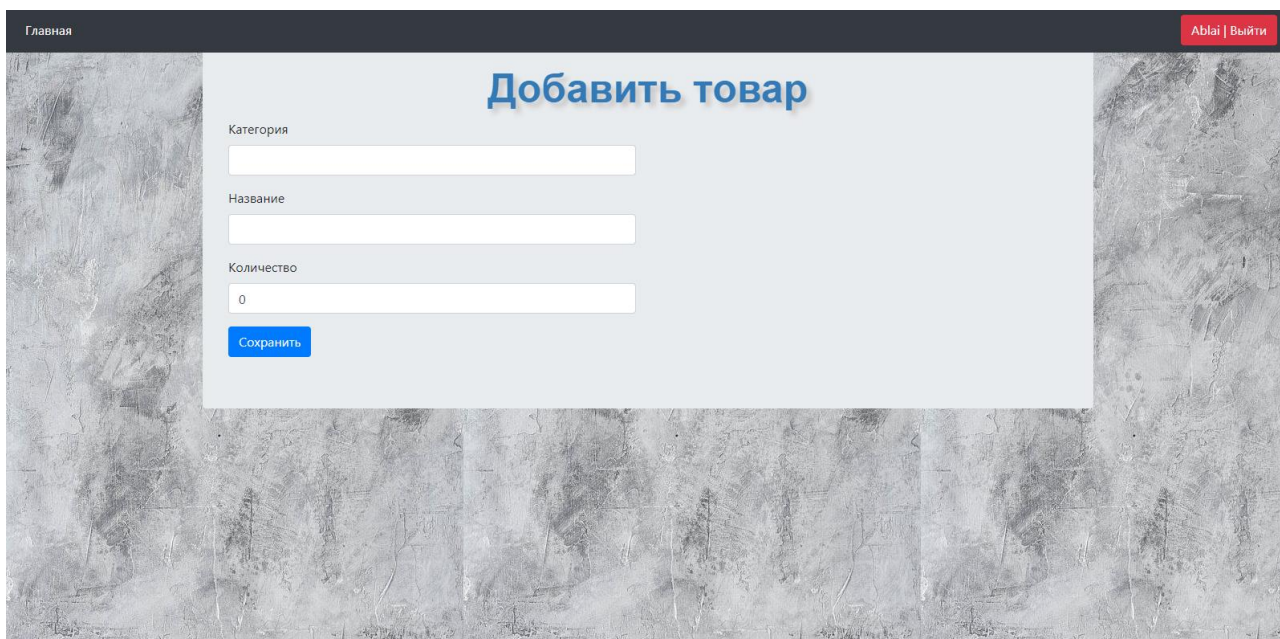 Главная
Ablai | Выйти
Добавить товар
Категория
Название
Количество
0
Сохранить